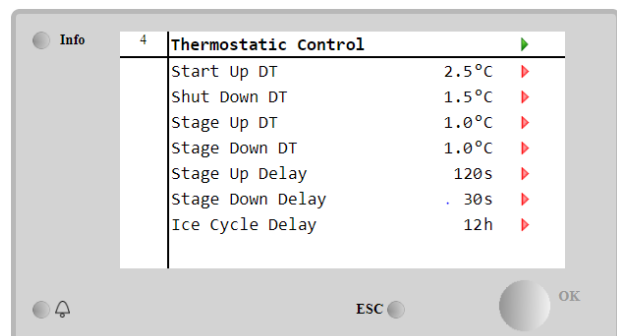 Info
4 Thermostatic Control
Start Up DT 2.5°C
Shut Down DT 1.5°C
Stage Up DT 1.0°C
Stage Down DT 1.0°C
Stage Up Delay 120s
Stage Down Delay . 30s
Ice Cycle Delay 12h
ESC OK